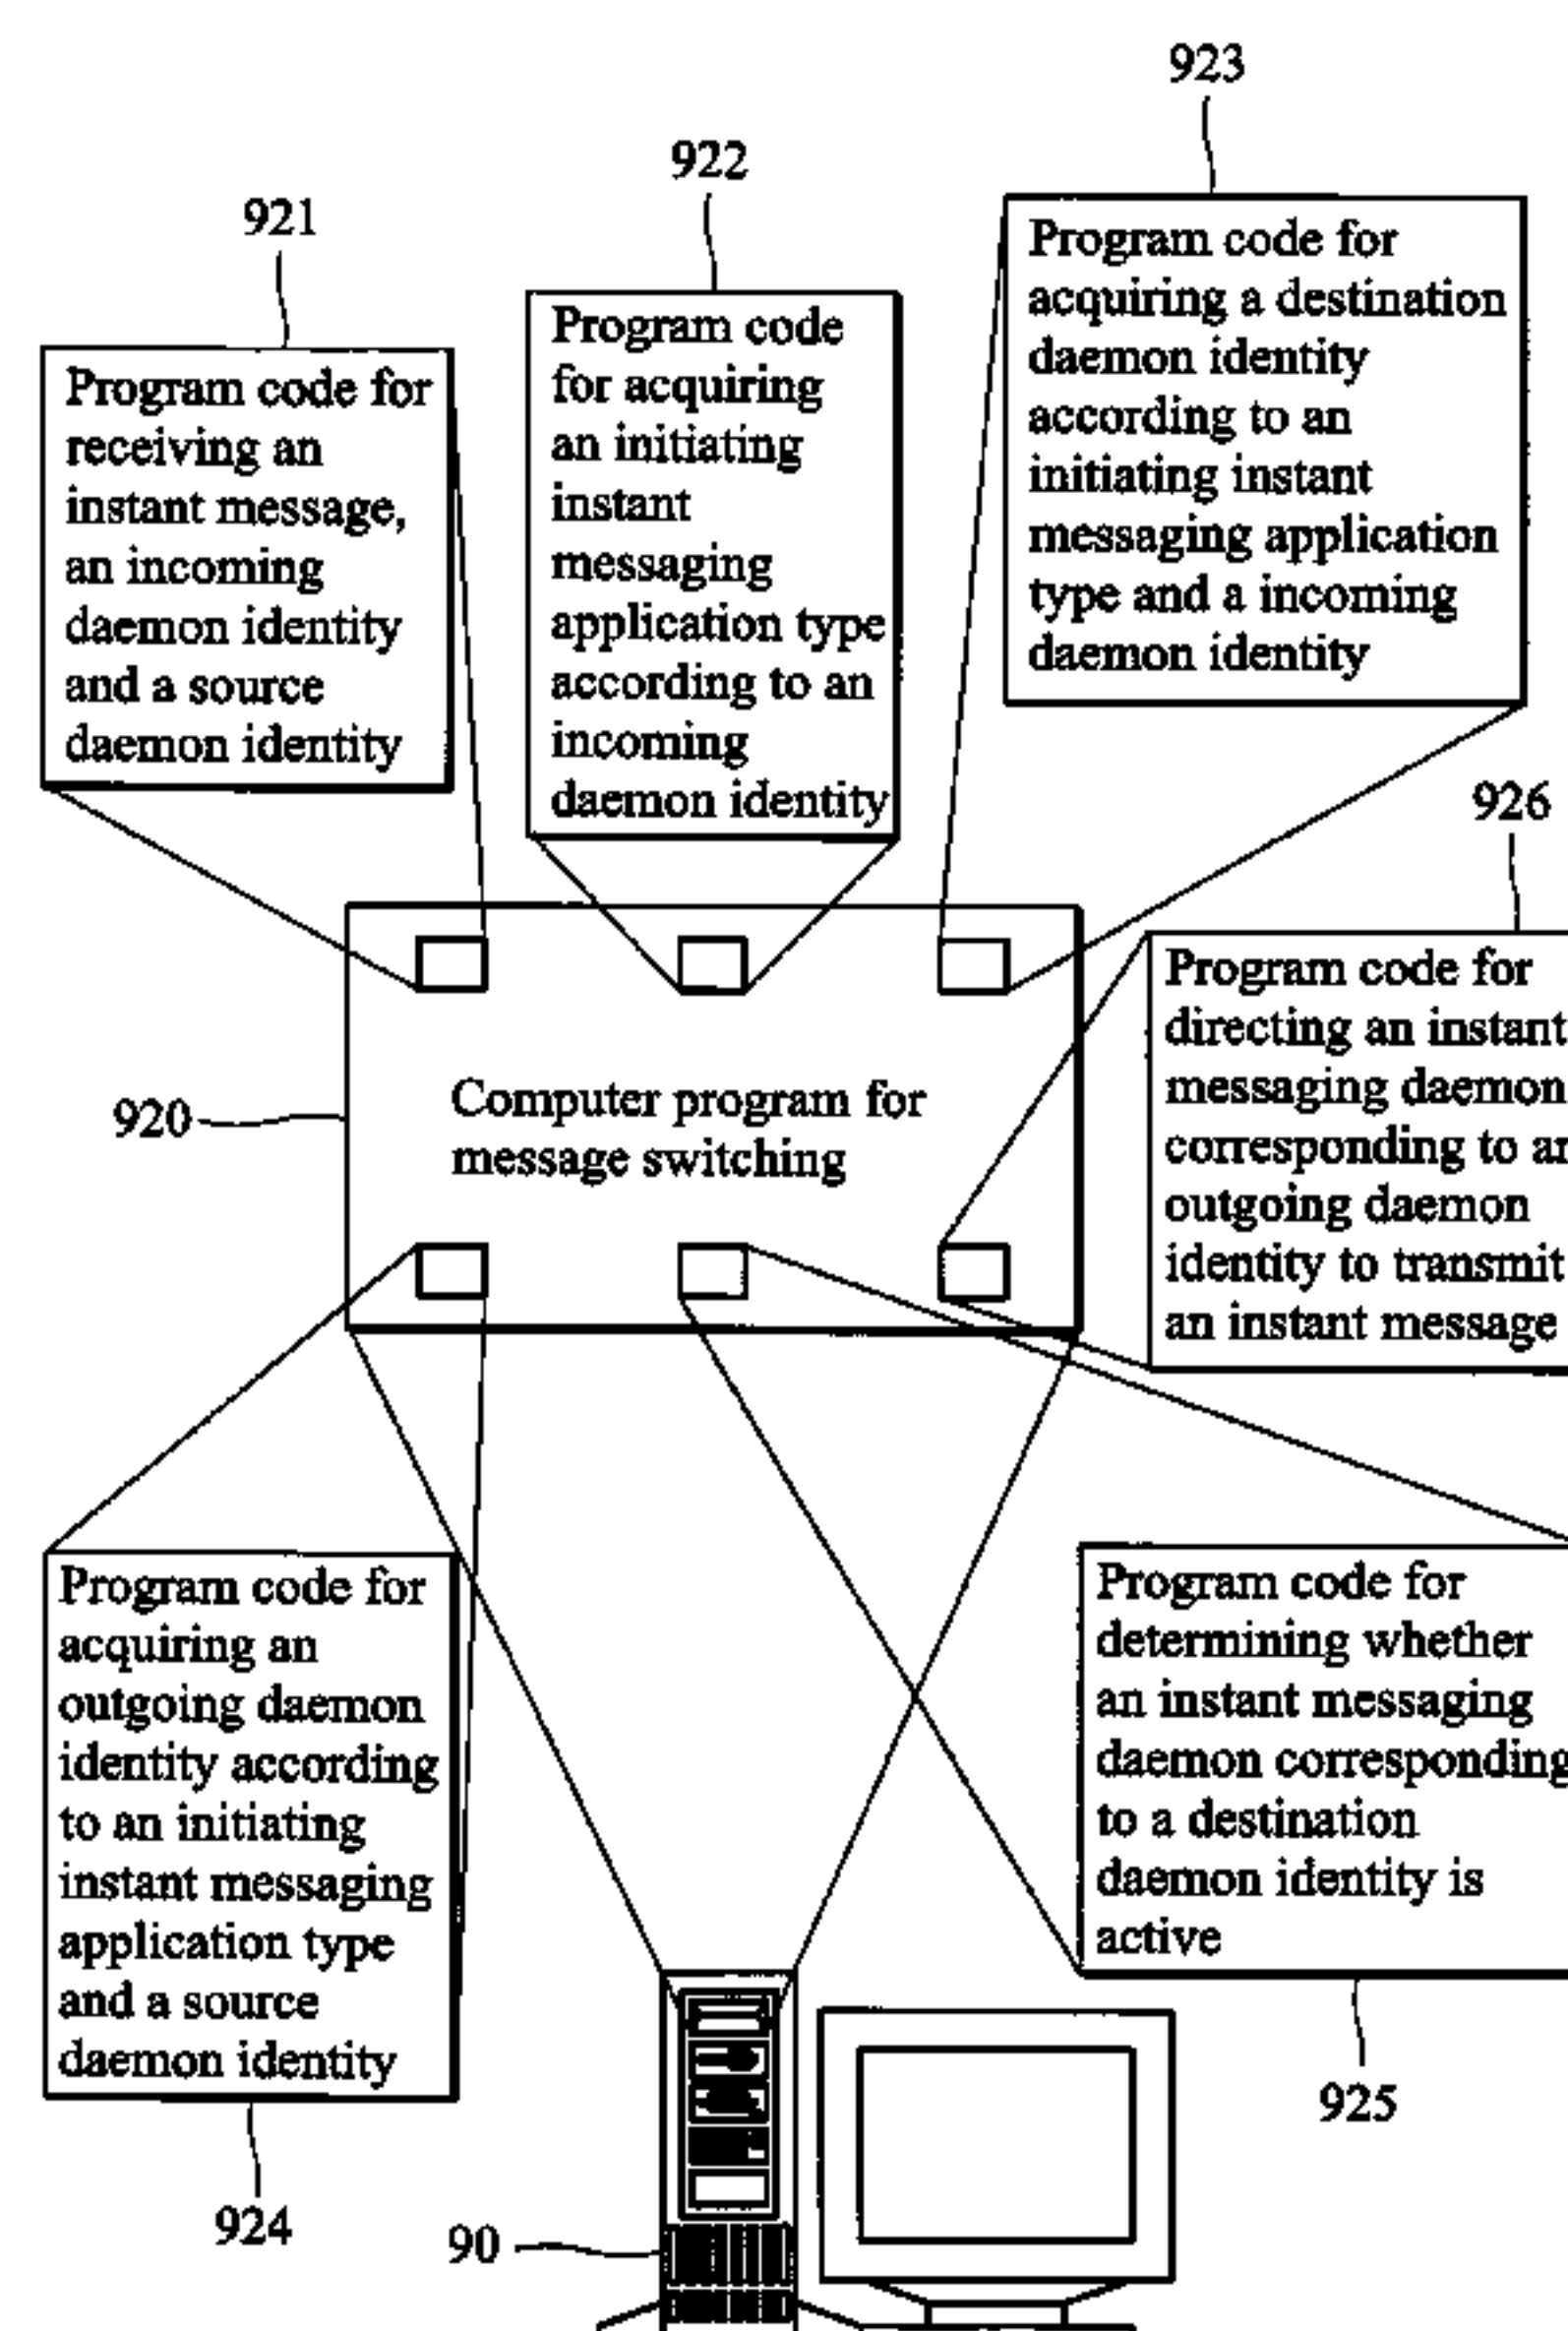 923
922
921
Program code for
acquiring a destination
daemon identity
according to an
initiating instant
messaging application
type and a incoming
daemon identity
Program code
for acquiring
an initiating
instant
messaging
application type
according to an
incoming
daemon identity
Program code for
receiving an
instant message,
an incoming
daemon identity
and a source
daemon identity
926
Program code for
directing an instant
messaging daemon
corresponding to an
outgoing daemon
identity to transmit
an instant message
920
Computer program for
message switching
Program code for
acquiring an
outgoing daemon
identity according
to an initiating
instant messaging
application type
and a source
daemon identity
Program code for
determining whether
an instant messaging
daemon corresponding
to a destination
daemon identity is
active
925
924
90